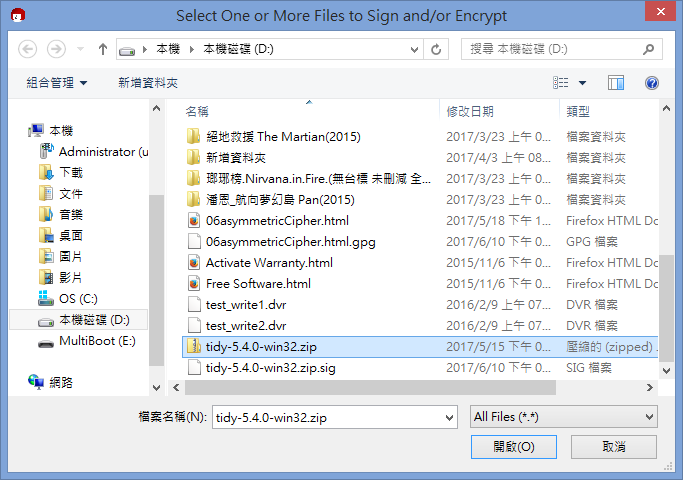 Select One or More Files to Sign and/or Encrypt
本機 本機磁碟 (D:) 搜尋 本機磁碟 (D:)
組合管理 新增資料夾
名稱 修改日期 類型
本機
Administrator (u
下載
文件
音樂
桌面
圖片
影片
OS (C:)
本機磁碟 (D:)
MultiBoot (E:)
網路
絕地救援 The Martian(2015) 2017/3/23 上午 0... 檔案資料夾
新增資料夾 2017/4/3 上午 08... 檔案資料夾
瑯琊榜.Nirvana.in.Fire.(無台標 未刪減 全... 2017/3/23 上午 0... 檔案資料夾
潘恩_航向夢幻島 Pan(2015) 2017/3/23 上午 0... 檔案資料夾
06asymmetricCipher.html 2017/5/18 下午 1... Firefox HTML Do
06asymmetricCipher.html.gpg 2017/6/10 下午 0... GPG 檔案
Activate Warranty.html 2015/11/6 下午 0... Firefox HTML Do
Free Software.html 2015/11/6 下午 0... Firefox HTML Do
test_write1.dvr 2016/2/9 上午 07... DVR 檔案
test_write2.dvr 2016/2/9 上午 07... DVR 檔案
tidy-5.4.0-win32.zip 2017/5/15 下午 0... 壓縮的 (zipped) .
tidy-5.4.0-win32.zip.sig 2017/6/10 下午 0... SIG 檔案
檔案名稱(N): tidy-5.4.0-win32.zip All Files (*.*)
開啟(O) 取消